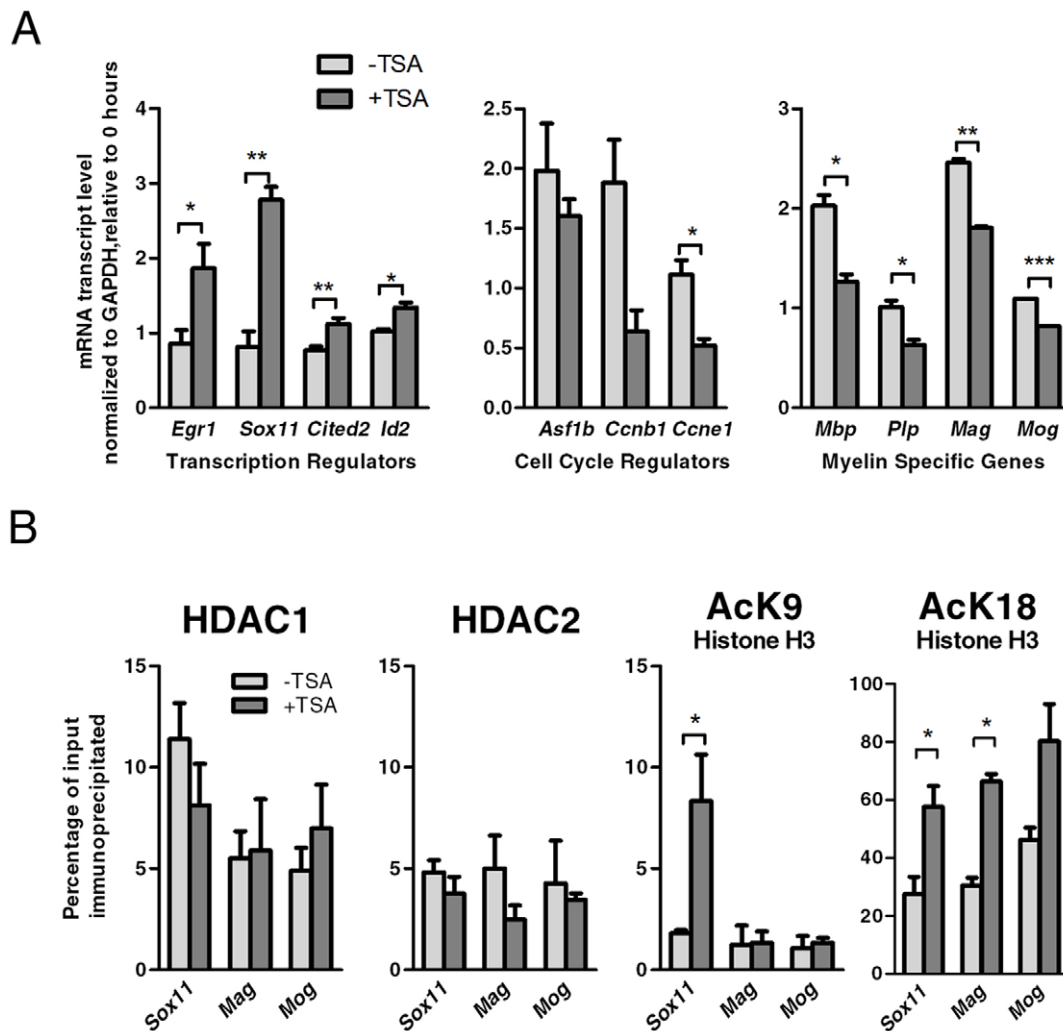 A
-TSA
+TSA
mRNA transcript level
normalized to GAPDH,relative to 0 hours
4
3
2
1
0
* ** ** *
Egr1 Sox11 Cited2 Id2
Transcription Regulators
2.5
2.0
1.5
1.0
0.5
0.0
*
Asf1b Ccnb1 Ccne1
Cell Cycle Regulators
3
2
1
0
* * ** ***
Mbp Plp Mag Mog
Myelin Specific Genes
B
HDAC1
-TSA
+TSA
Percentage of input
immunoprecipitated
15
10
5
0
Sox11 Mag Mog
HDAC2
15
10
5
0
Sox11 Mag Mog
AcK9
Histone H3
15
10
5
0
*
Sox11 Mag Mog
AcK18
Histone H3
100
80
60
40
20
0
* *
Sox11 Mag Mog